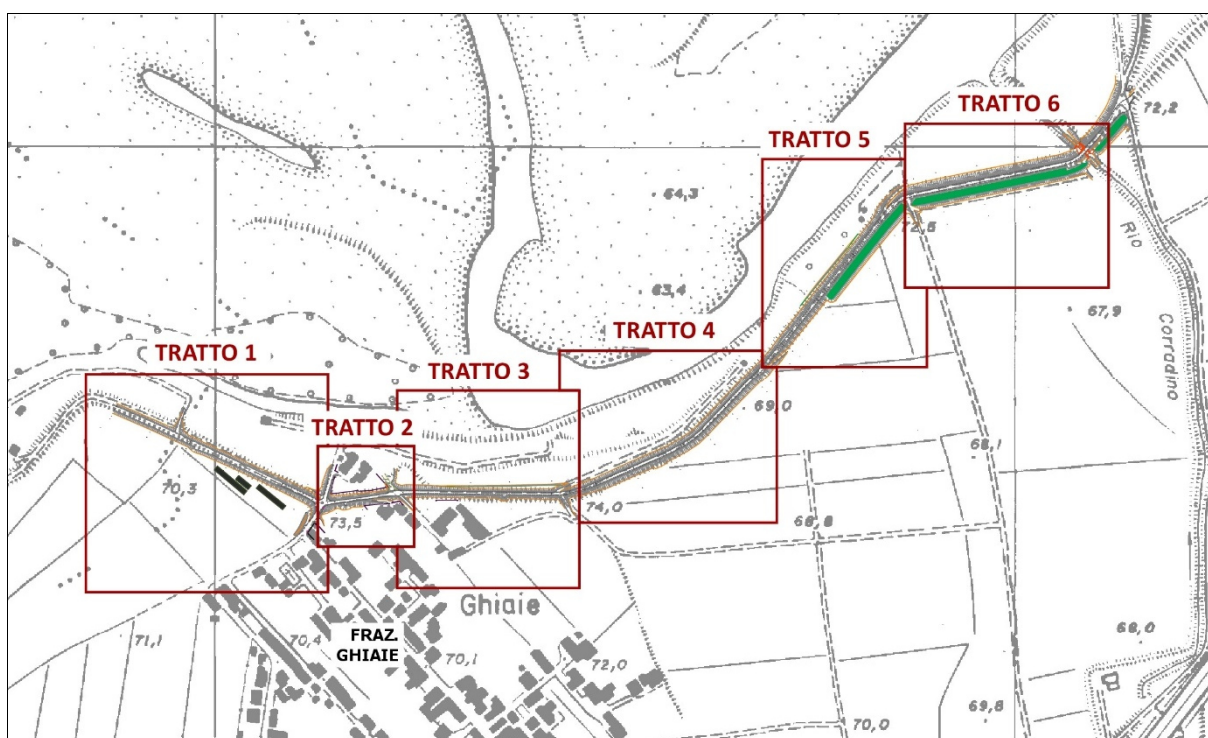 TRATTO 6
72,2
TRATTO 5
64,3
72,8
Rio
63,4
67,9
TRATTO 4
Corradino
TRATTO 1
TRATTO 3
69,0
TRATTO 2
68,1
70,3
74,0
73,5
68,8
Ghiaie
71,1
70,4
FRAZ.
GHIAIE
70,1
72,0
68,0
69,8
70,0